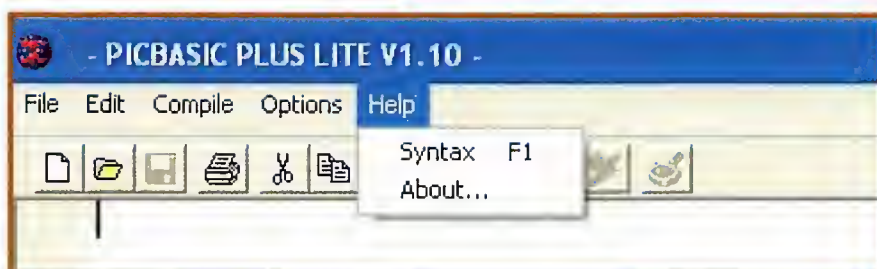 - PICBASIC PLUS LITE V1.10 -
File Edit Compile Options Help
Syntax F1
About...